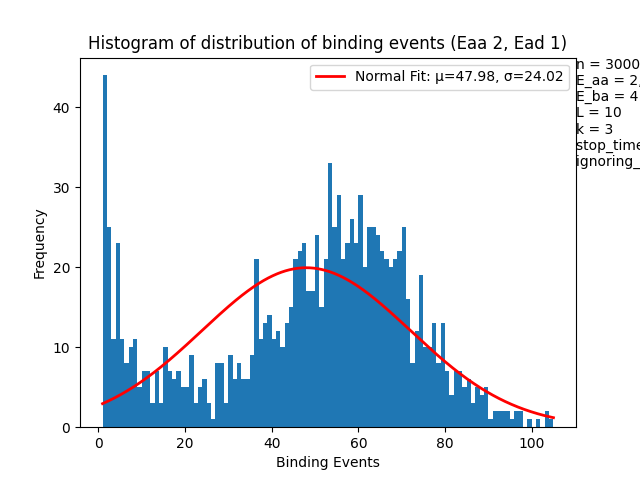 Histogram of distribution of binding events (Eaa 2, Ead 1)
Normal Fit: μ=47.98, σ=24.02
n = 3000
E_aa = 2,
E_ba = 4
L = 10
k = 3
stop_time
ignoring_
Frequency
40
30
20
10
0
0 20 40 60 80 100
Binding Events